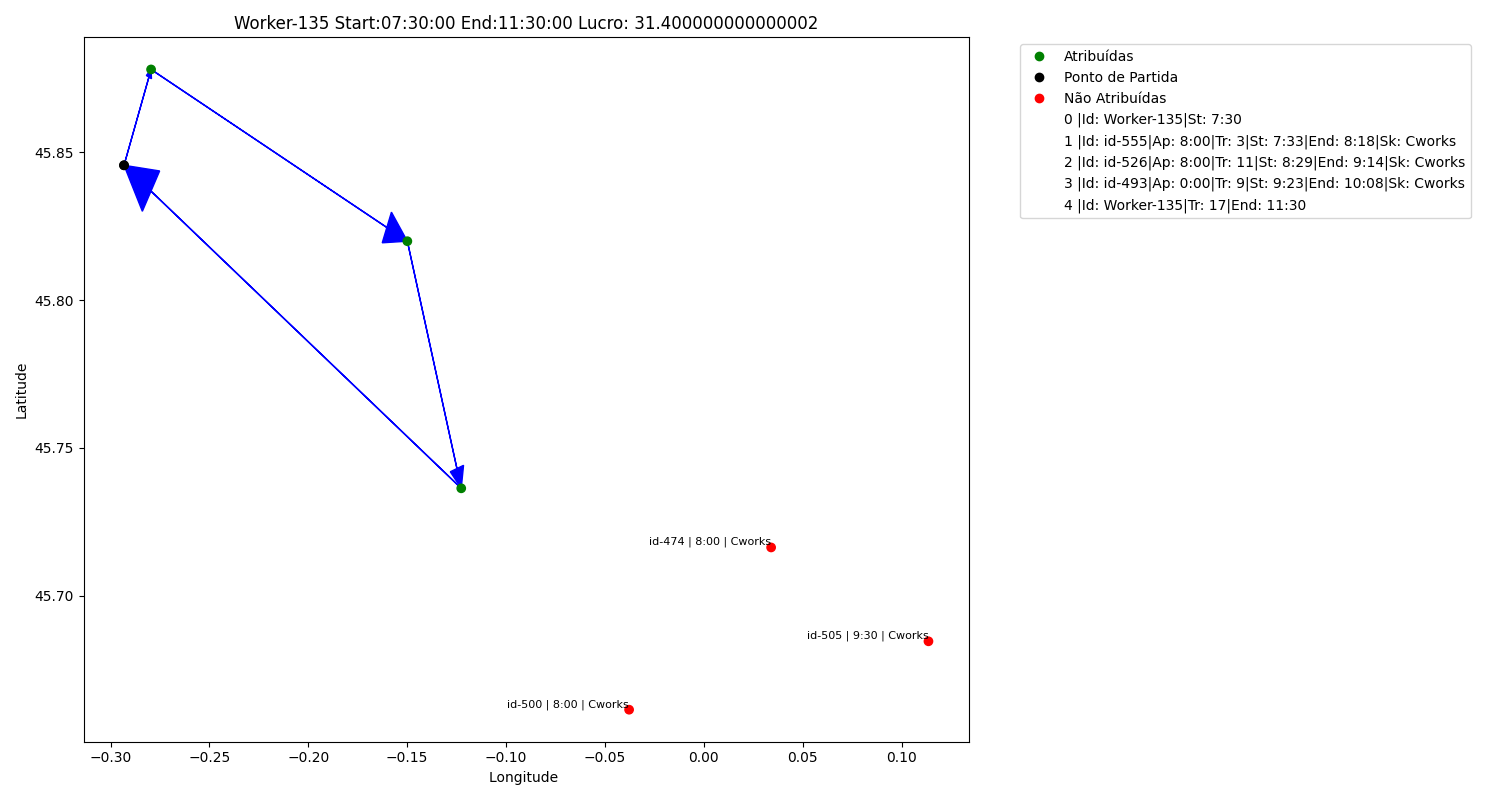 Worker-135 Start:07:30:00 End:11:30:00 Lucro: 31.400000000000002
Atribuídas
Ponto de Partida
Não Atribuídas
0 |Id: Worker-135|St: 7:30
1 |Id: id-555|Ap: 8:00|Tr: 3|St: 7:33|End: 8:18|Sk: Cworks
2 |Id: id-526|Ap: 8:00|Tr: 11|St: 8:29|End: 9:14|Sk: Cworks
3 |Id: id-493|Ap: 0:00|Tr: 9|St: 9:23|End: 10:08|Sk: Cworks
4 |Id: Worker-135|Tr: 17|End: 11:30
45.85
45.80
45.75
45.70
Latitude
id-474 | 8:00 | Cworks
id-505 | 9:30 | Cworks
id-500 | 8:00 | Cworks
−0.30 −0.25 −0.20 −0.15 −0.10 −0.05 0.00 0.05 0.10
Longitude